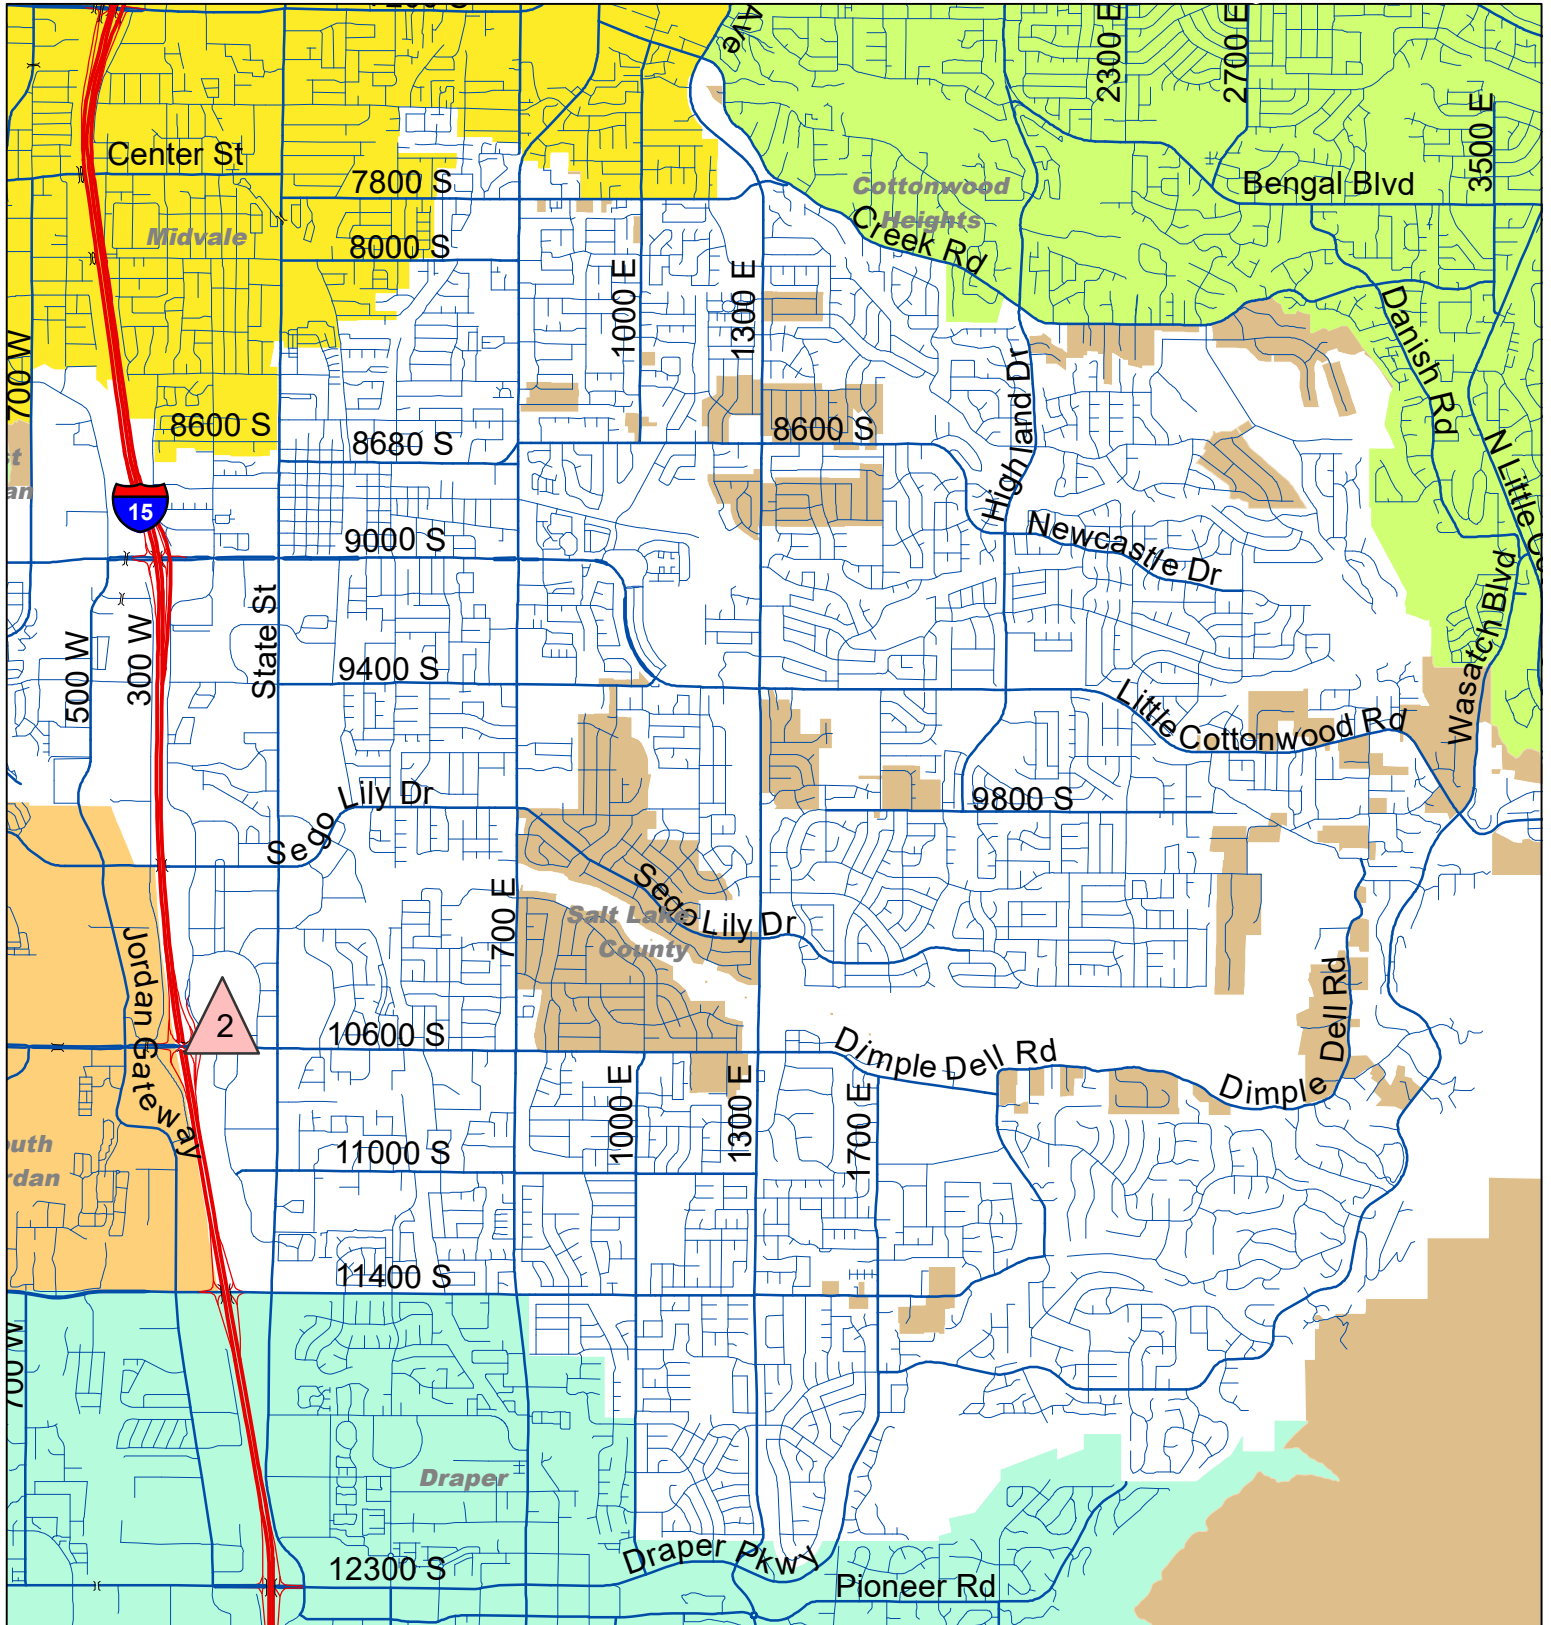 Ave
2300 E
2700 E
3500 E
Center St
7800 S
Bengal Blvd
Cottonwood
Heights
Midvale
8000 S
Creek Rd
1000 E
1300 E
Danish Rd
700 W
Highland Dr
8600 S
8680 S
8600 S
N Little
st
an
15
9000 S
Newcastle Dr
Wasatch Blvd
State St
300 W
500 W
9400 S
Little Cottonwood Rd
Sego Lily Dr
9800 S
Sego Lily Dr
700 E
Salt Lake
County
Jordan Gateway
2
10600 S
Dimple Dell Rd
Dimple Dell Rd
1000 E
1300 E
1700 E
outh
rdan
11000 S
11400 S
700 W
Draper
12300 S
Draper Pkwy
Pioneer Rd